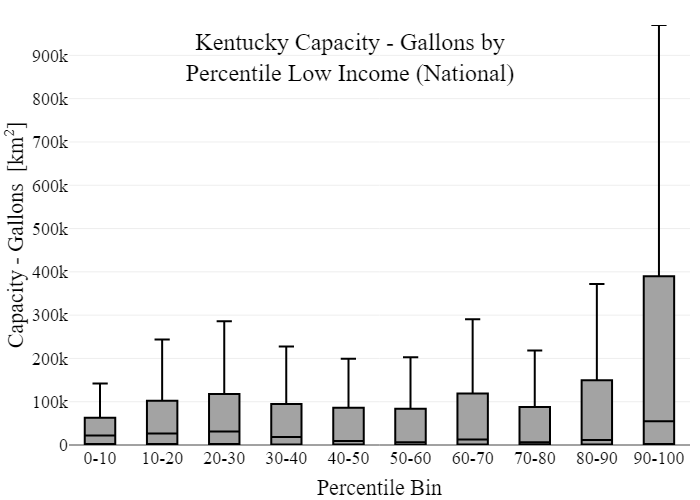 Kentucky Capacity - Gallons by
Percentile Low Income (National)
Capacity - Gallons [km²]
900k
800k
700k
600k
500k
400k
300k
200k
100k
0
0-10 10-20 20-30 30-40 40-50 50-60 60-70 70-80 80-90 90-100
Percentile Bin